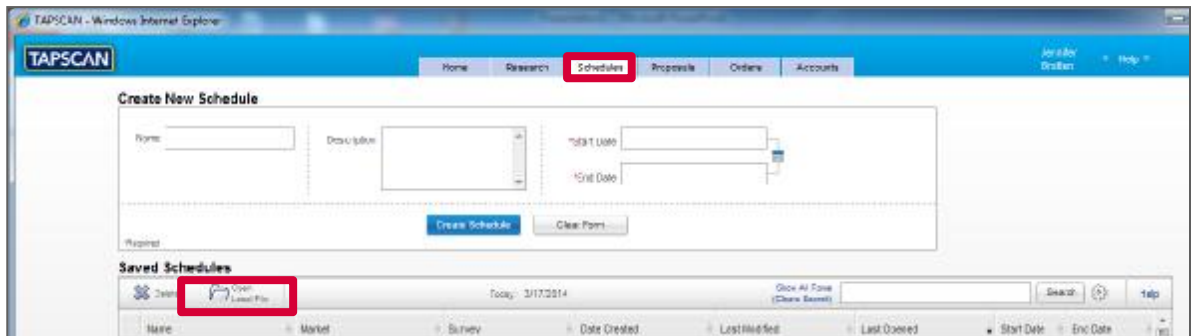 TAPSCAN - Windows Internet Explorer
TAPSCAN
Home Research Schedules Proposals Orders Accounts
Jennifer
Help
Create New Schedule
Name
Description
*Start Date
*End Date
Create Schedule Clear Form
*Required
Saved Schedules
Delete
Open
Local File
Today: 3/17/2014
Show All Rows
(Clears Search)
Search
Help
Name Market Survey Date Created Last Modified Last Opened Start Date End Date